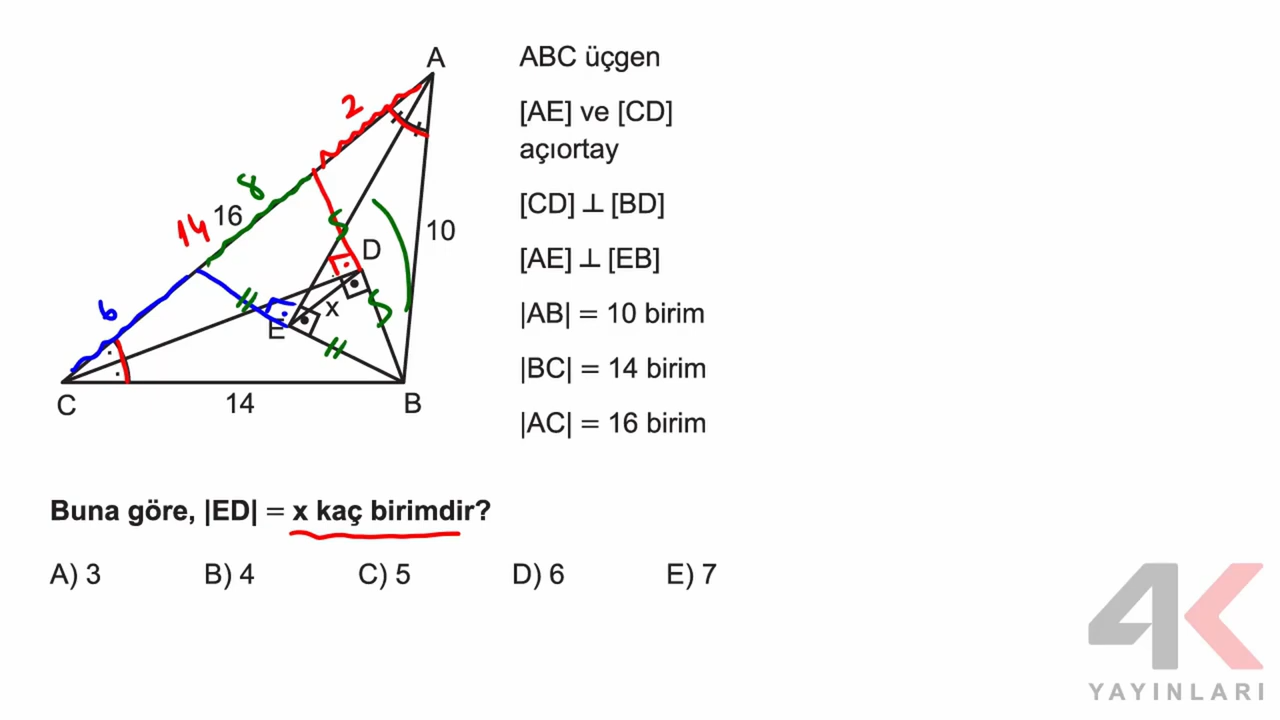 A
ABC üçgen
2
[AE] ve [CD]
açıortay
8
14 16
[CD] ⊥ [BD]
10
D
[AE] ⊥ [EB]
6
x
E
|AB| = 10 birim
|BC| = 14 birim
C
14
B
|AC| = 16 birim
Buna göre, |ED| = x kaç birimdir?
A) 3 B) 4 C) 5 D) 6 E) 7
4K
YAYINLARI